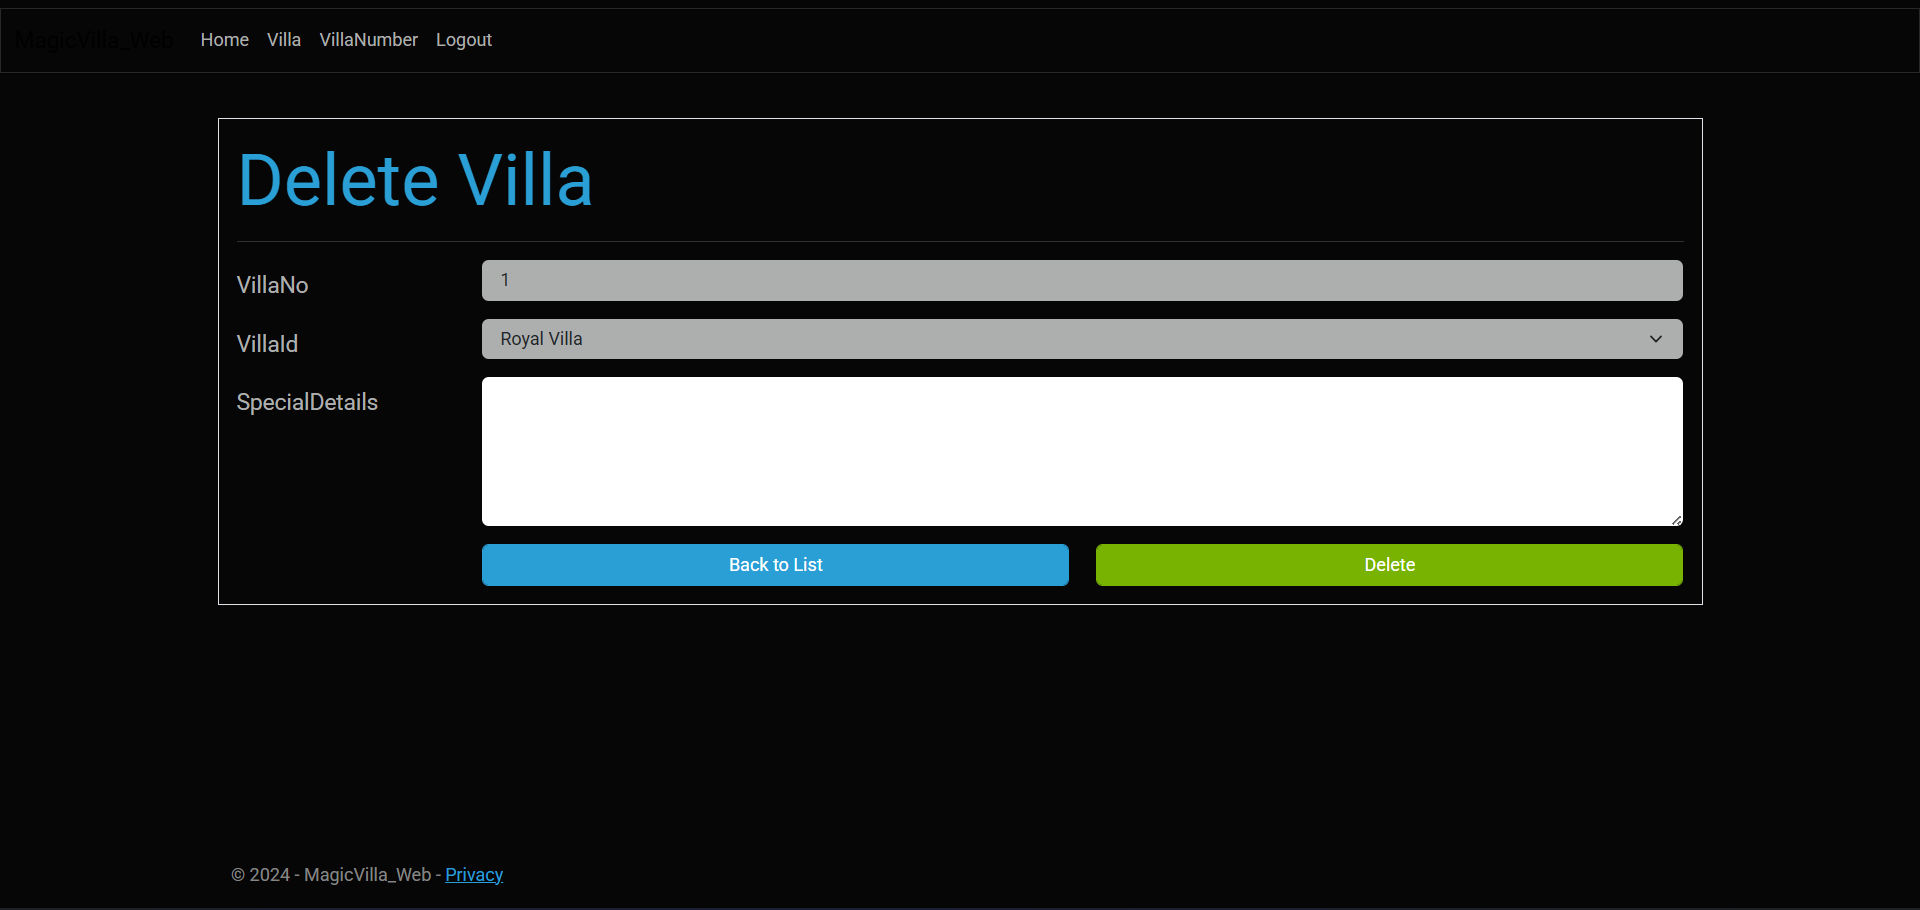 MagicVilla_Web Home Villa VillaNumber Logout
Delete Villa
VillaNo 1
VillaId Royal Villa
SpecialDetails
Back to List Delete
© 2024 - MagicVilla_Web - Privacy